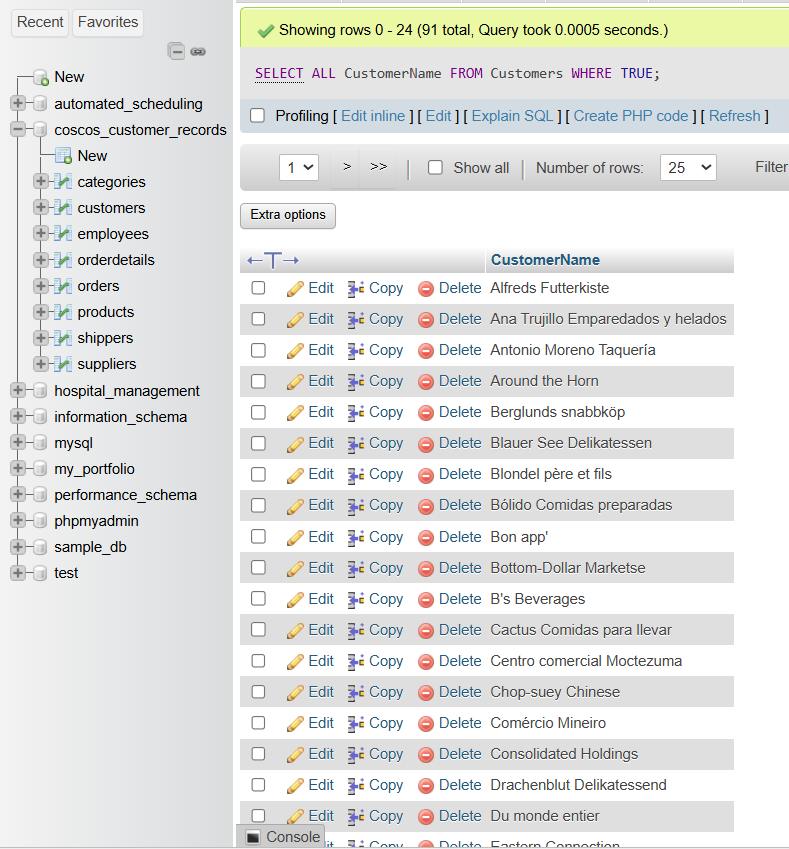 Recent Favorites
New
automated_scheduling
coscos_customer_records
New
categories
customers
employees
orderdetails
orders
products
shippers
suppliers
hospital_management
information_schema
mysql
my_portfolio
performance_schema
phpmyadmin
sample_db
test
Showing rows 0 - 24 (91 total, Query took 0.0005 seconds.)
SELECT ALL CustomerName FROM Customers WHERE TRUE;
Profiling [ Edit inline ] [ Edit ] [ Explain SQL ] [ Create PHP code ] [ Refresh ]
1 > >> | Show all | Number of rows: 25 Filter
Extra options
←T→ CustomerName
Edit Copy Delete Alfreds Futterkiste
Edit Copy Delete Ana Trujillo Emparedados y helados
Edit Copy Delete Antonio Moreno Taquería
Edit Copy Delete Around the Horn
Edit Copy Delete Berglunds snabbköp
Edit Copy Delete Blauer See Delikatessen
Edit Copy Delete Blondel père et fils
Edit Copy Delete Bólido Comidas preparadas
Edit Copy Delete Bon app'
Edit Copy Delete Bottom-Dollar Marketse
Edit Copy Delete B's Beverages
Edit Copy Delete Cactus Comidas para llevar
Edit Copy Delete Centro comercial Moctezuma
Edit Copy Delete Chop-suey Chinese
Edit Copy Delete Comércio Mineiro
Edit Copy Delete Consolidated Holdings
Edit Copy Delete Drachenblut Delikatessend
Edit Copy Delete Du monde entier
Console Copy Delete Eastern Connection